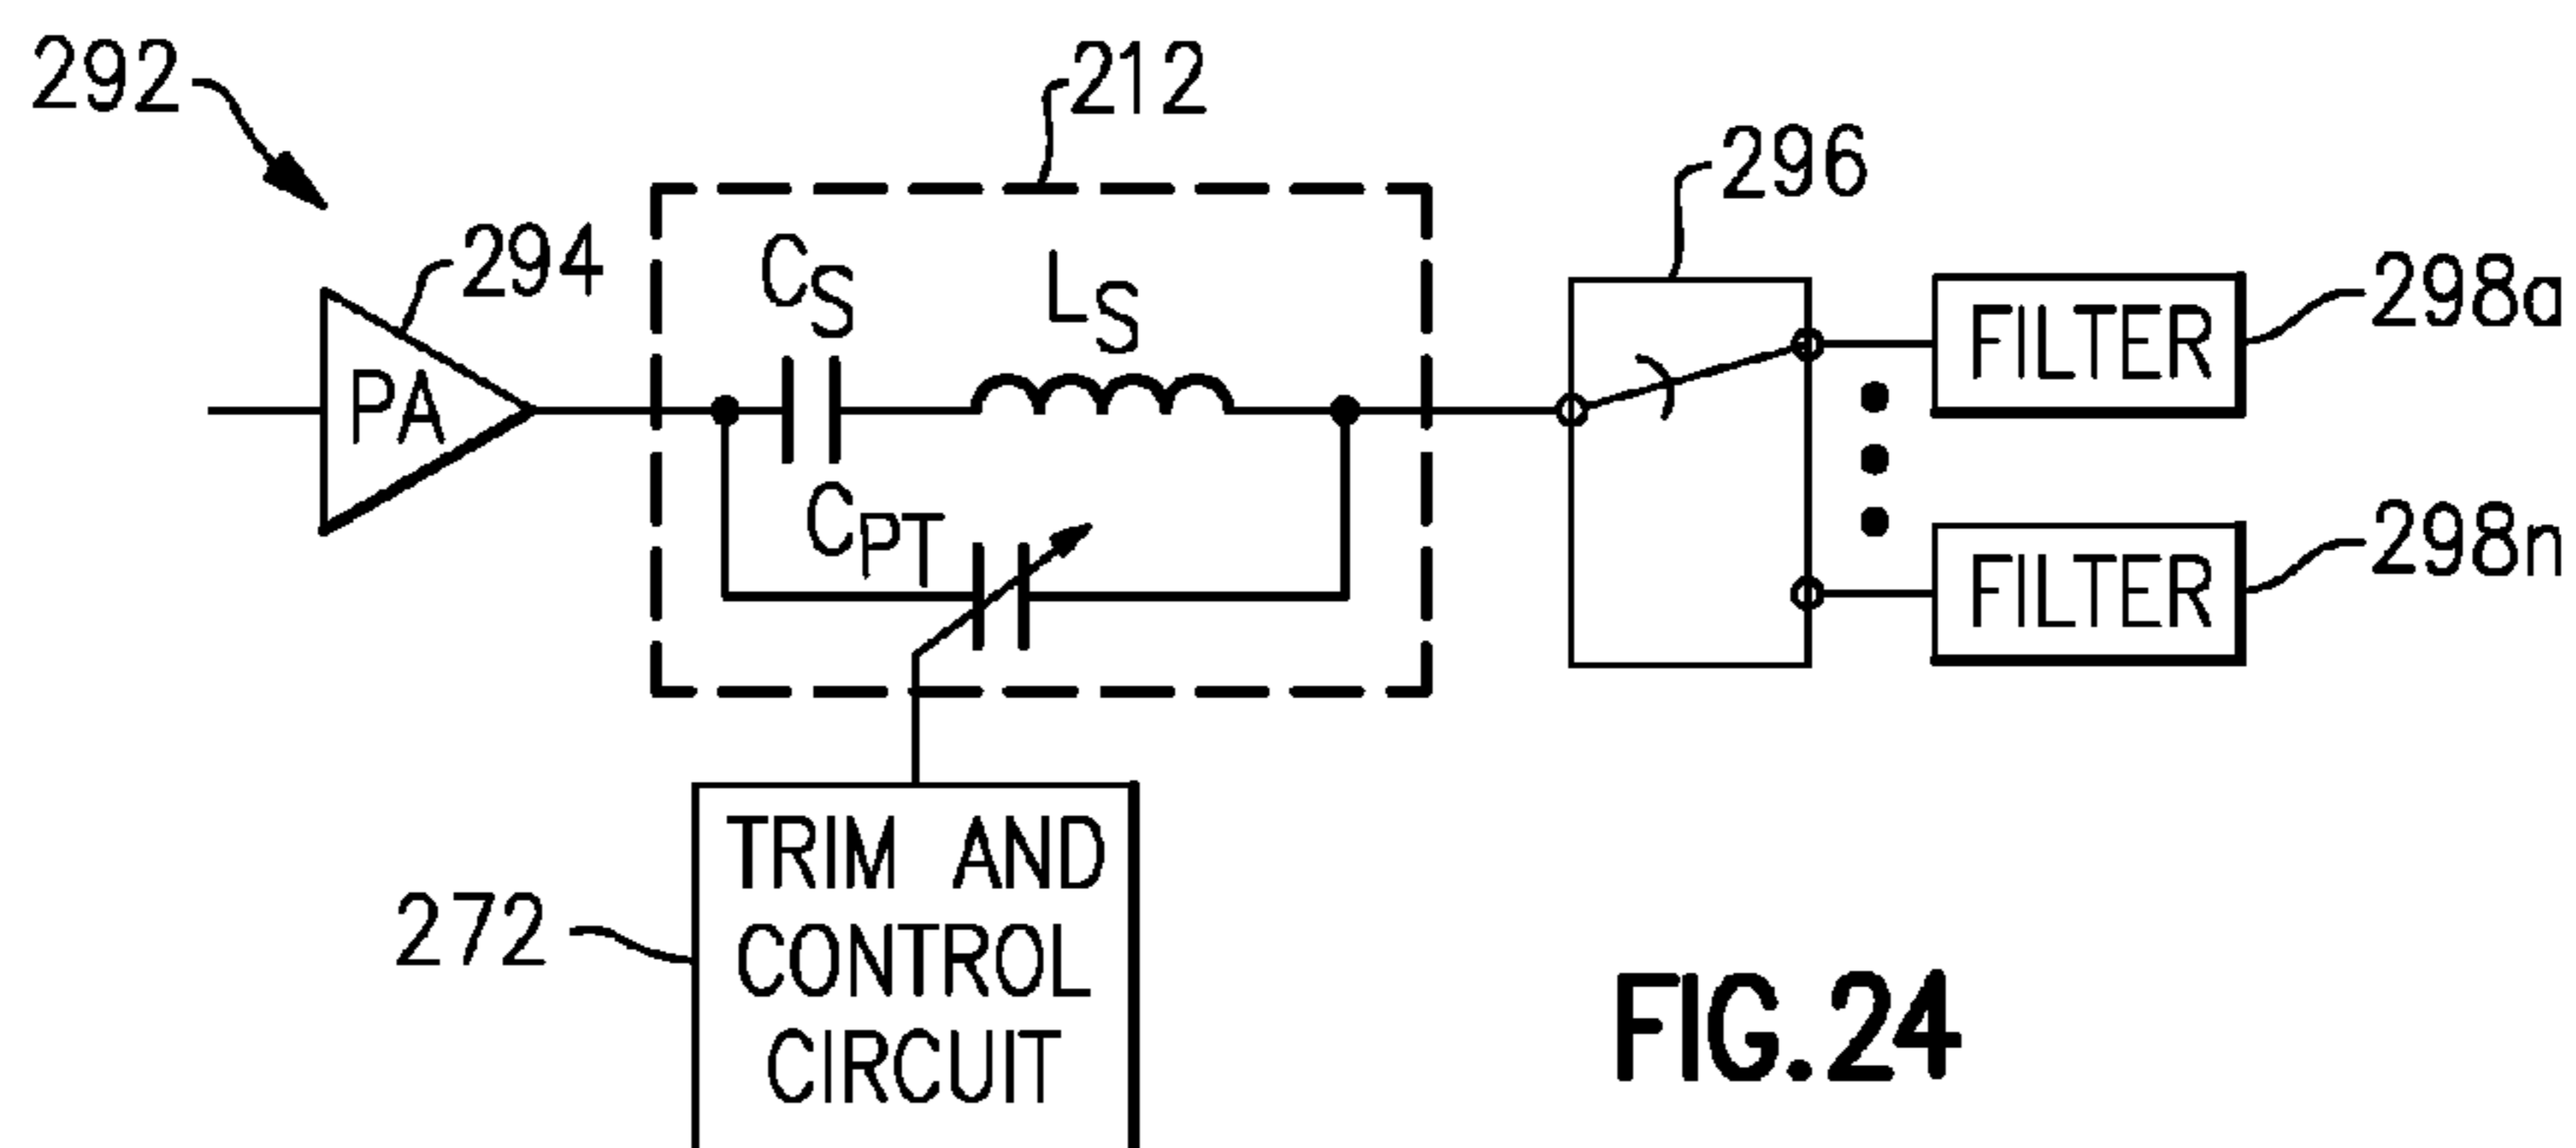 292
212
296
294
C_S
L_S
298a
FILTER
PA
C_PT
298n
FILTER
272
TRIM AND
CONTROL
CIRCUIT
FIG.24